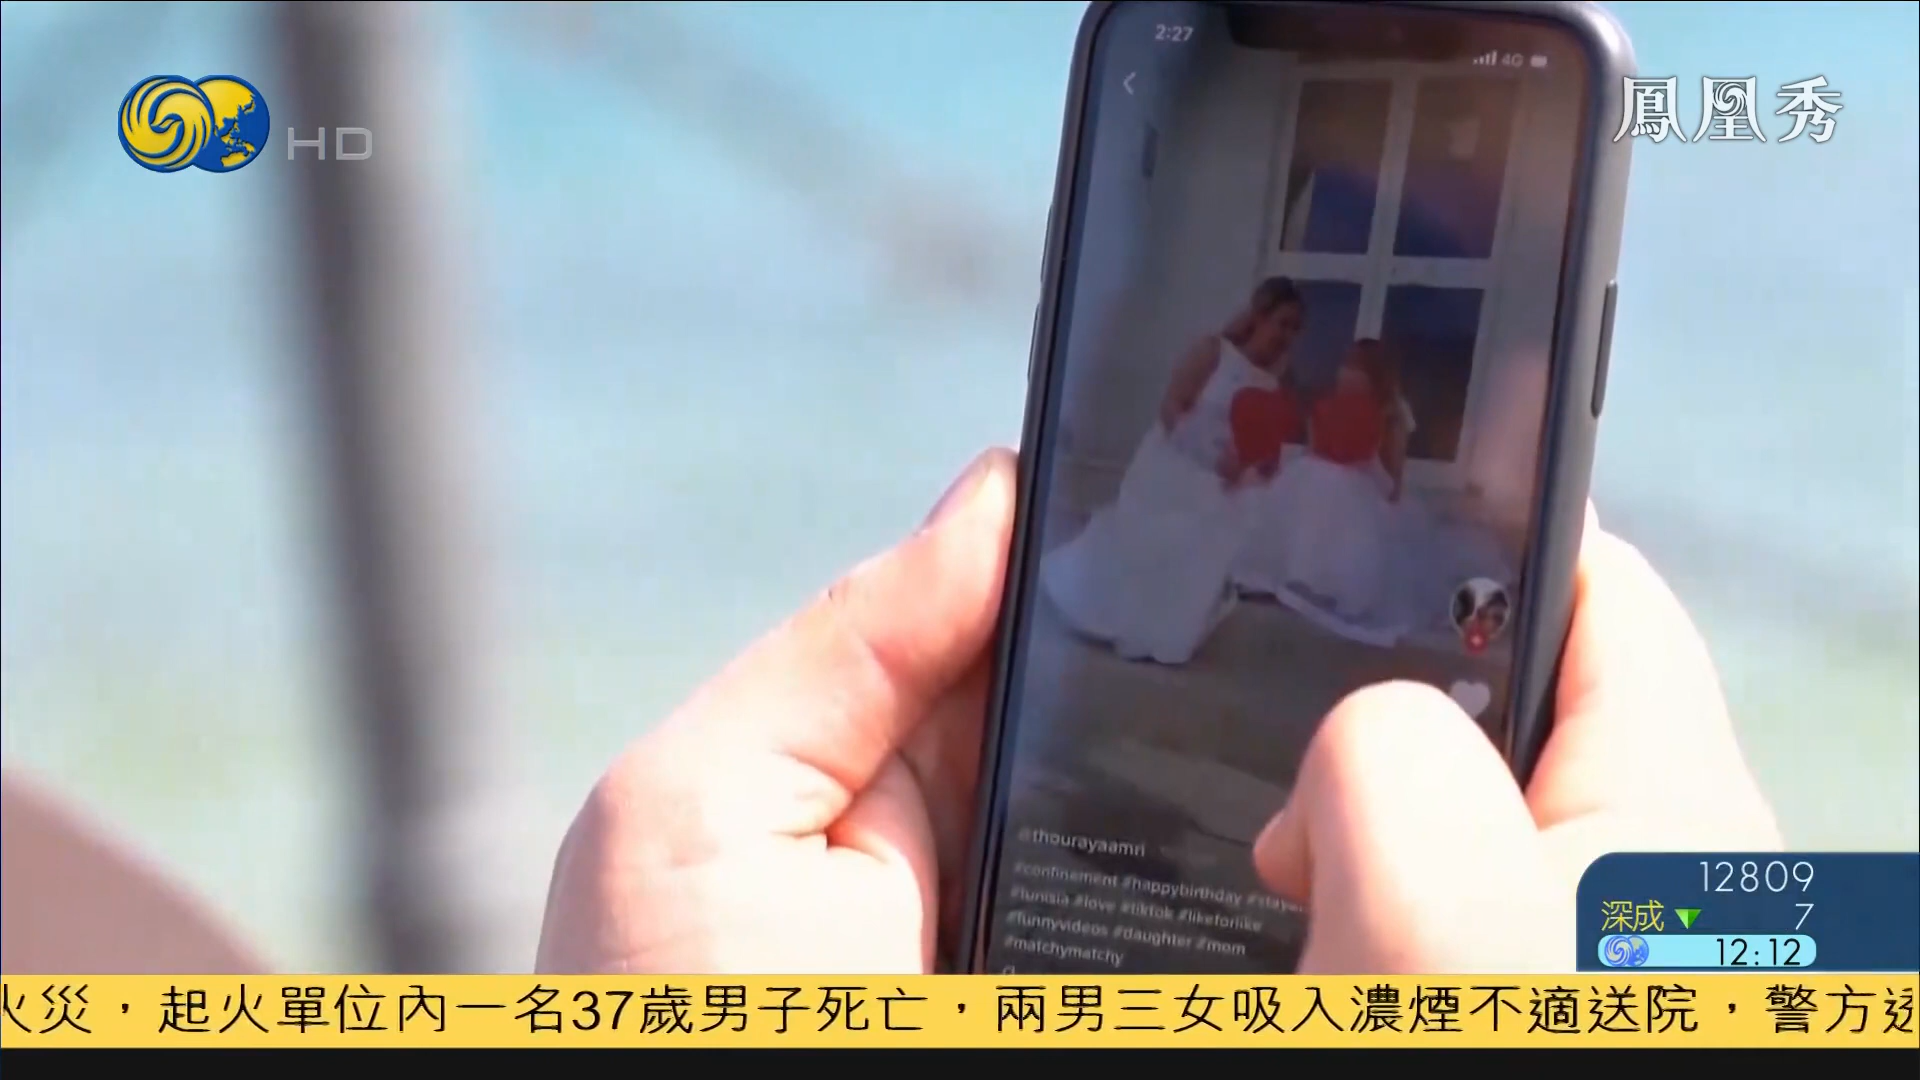 2:27
4G
HD
鳳凰秀
@thourayaamri
#confinement #happybirthday
#tunisia #love #tiktok #likeforlike
#funnyvideos #daughter #mom
#matchymatchy
12809
深成 7
12:12
火災，起火單位內一名37歲男子死亡，兩男三女吸入濃煙不適送院，警方